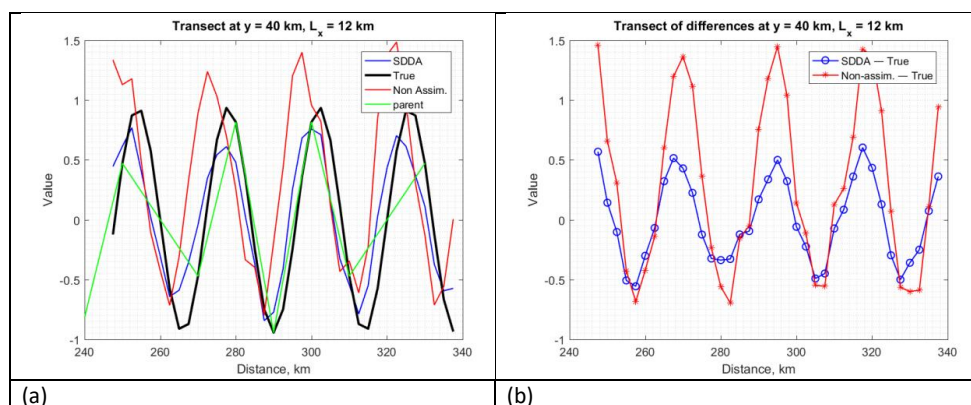 Transect at y = 40 km, Lx = 12 km
1.5
1
0.5
0
-0.5
-1
Value
240
260
280
300
320
340
Distance, km
SDDA
True
Non Assim.
parent
(a)
Transect of differences at y = 40 km, Lx = 12 km
1.5
1
0.5
0
-0.5
-1
Value
240
260
280
300
320
340
Distance, km
SDDA — True
Non-assim. — True
(b)